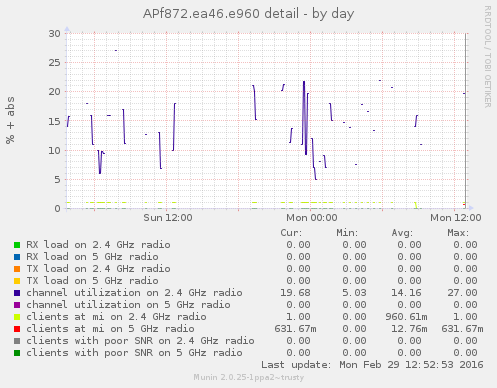 APf872.ea46.e960 detail - by day
RRDTOOL / TOBI OETIKER
% + abs
30
25
20
15
10
5
0
Sun 12:00 Mon 00:00 Mon 12:00
Cur: Min: Avg: Max:
RX load on 2.4 GHz radio 0.00 0.00 0.00 0.00
RX load on 5 GHz radio 0.00 0.00 0.00 0.00
TX load on 2.4 GHz radio 0.00 0.00 0.00 0.00
TX load on 5 GHz radio 0.00 0.00 0.00 0.00
channel utilization on 2.4 GHz radio 19.68 5.03 14.16 27.00
channel utilization on 5 GHz radio 0.00 0.00 0.00 0.00
clients at mi on 2.4 GHz radio 1.00 0.00 960.61m 1.00
clients at mi on 5 GHz radio 631.67m 0.00 12.76m 631.67m
clients with poor SNR on 2.4 GHz radio 0.00 0.00 0.00 0.00
clients with poor SNR on 5 GHz radio 0.00 0.00 0.00 0.00
Last update: Mon Feb 29 12:52:53 2016
Munin 2.0.25-1ppa2~trusty